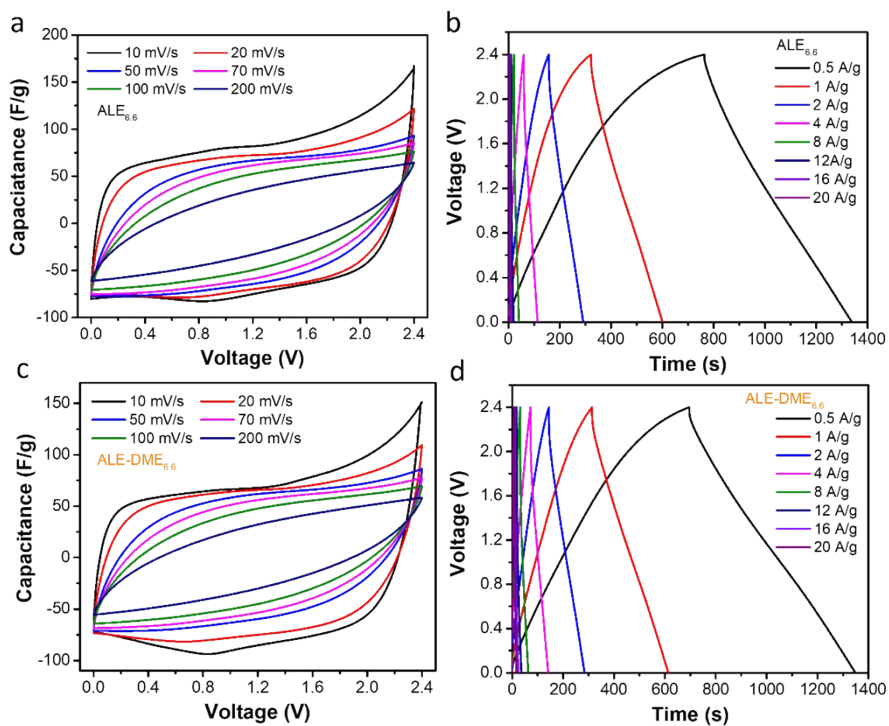 a
10 mV/s 20 mV/s
50 mV/s 70 mV/s
100 mV/s 200 mV/s
ALE6.6
200
150
100
50
0
-50
-100
0.0 0.4 0.8 1.2 1.6 2.0 2.4
Capaciatance (F/g)
Voltage (V)
b
ALE6.6
0.5 A/g
1 A/g
2 A/g
4 A/g
8 A/g
12A/g
16 A/g
20 A/g
2.4
2.0
1.6
1.2
0.8
0.4
0.0
0 200 400 600 800 1000 1200 1400
Voltage (V)
Time (s)
c
10 mV/s 20 mV/s
50 mV/s 70 mV/s
100 mV/s 200 mV/s
ALE-DME6.6
150
100
50
0
-50
-100
0.0 0.4 0.8 1.2 1.6 2.0 2.4
Capacitance (F/g)
Voltage (V)
d
ALE-DME6.6
0.5 A/g
1 A/g
2 A/g
4 A/g
8 A/g
12 A/g
16 A/g
20 A/g
2.4
2.0
1.6
1.2
0.8
0.4
0.0
0 200 400 600 800 1000 1200 1400
Voltage (V)
Time (s)